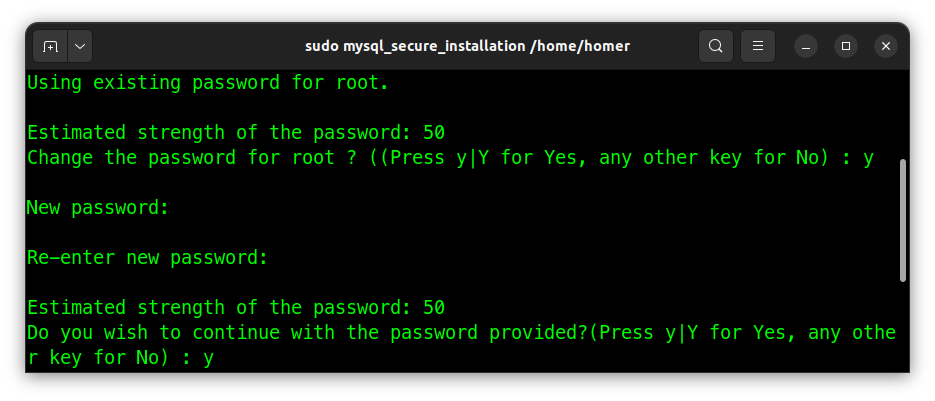 sudo mysql_secure_installation /home/homer
Using existing password for root.
Estimated strength of the password: 50
Change the password for root ? ((Press y|Y for Yes, any other key for No) : y
New password:
Re-enter new password:
Estimated strength of the password: 50
Do you wish to continue with the password provided?(Press y|Y for Yes, any othe
r key for No) : y